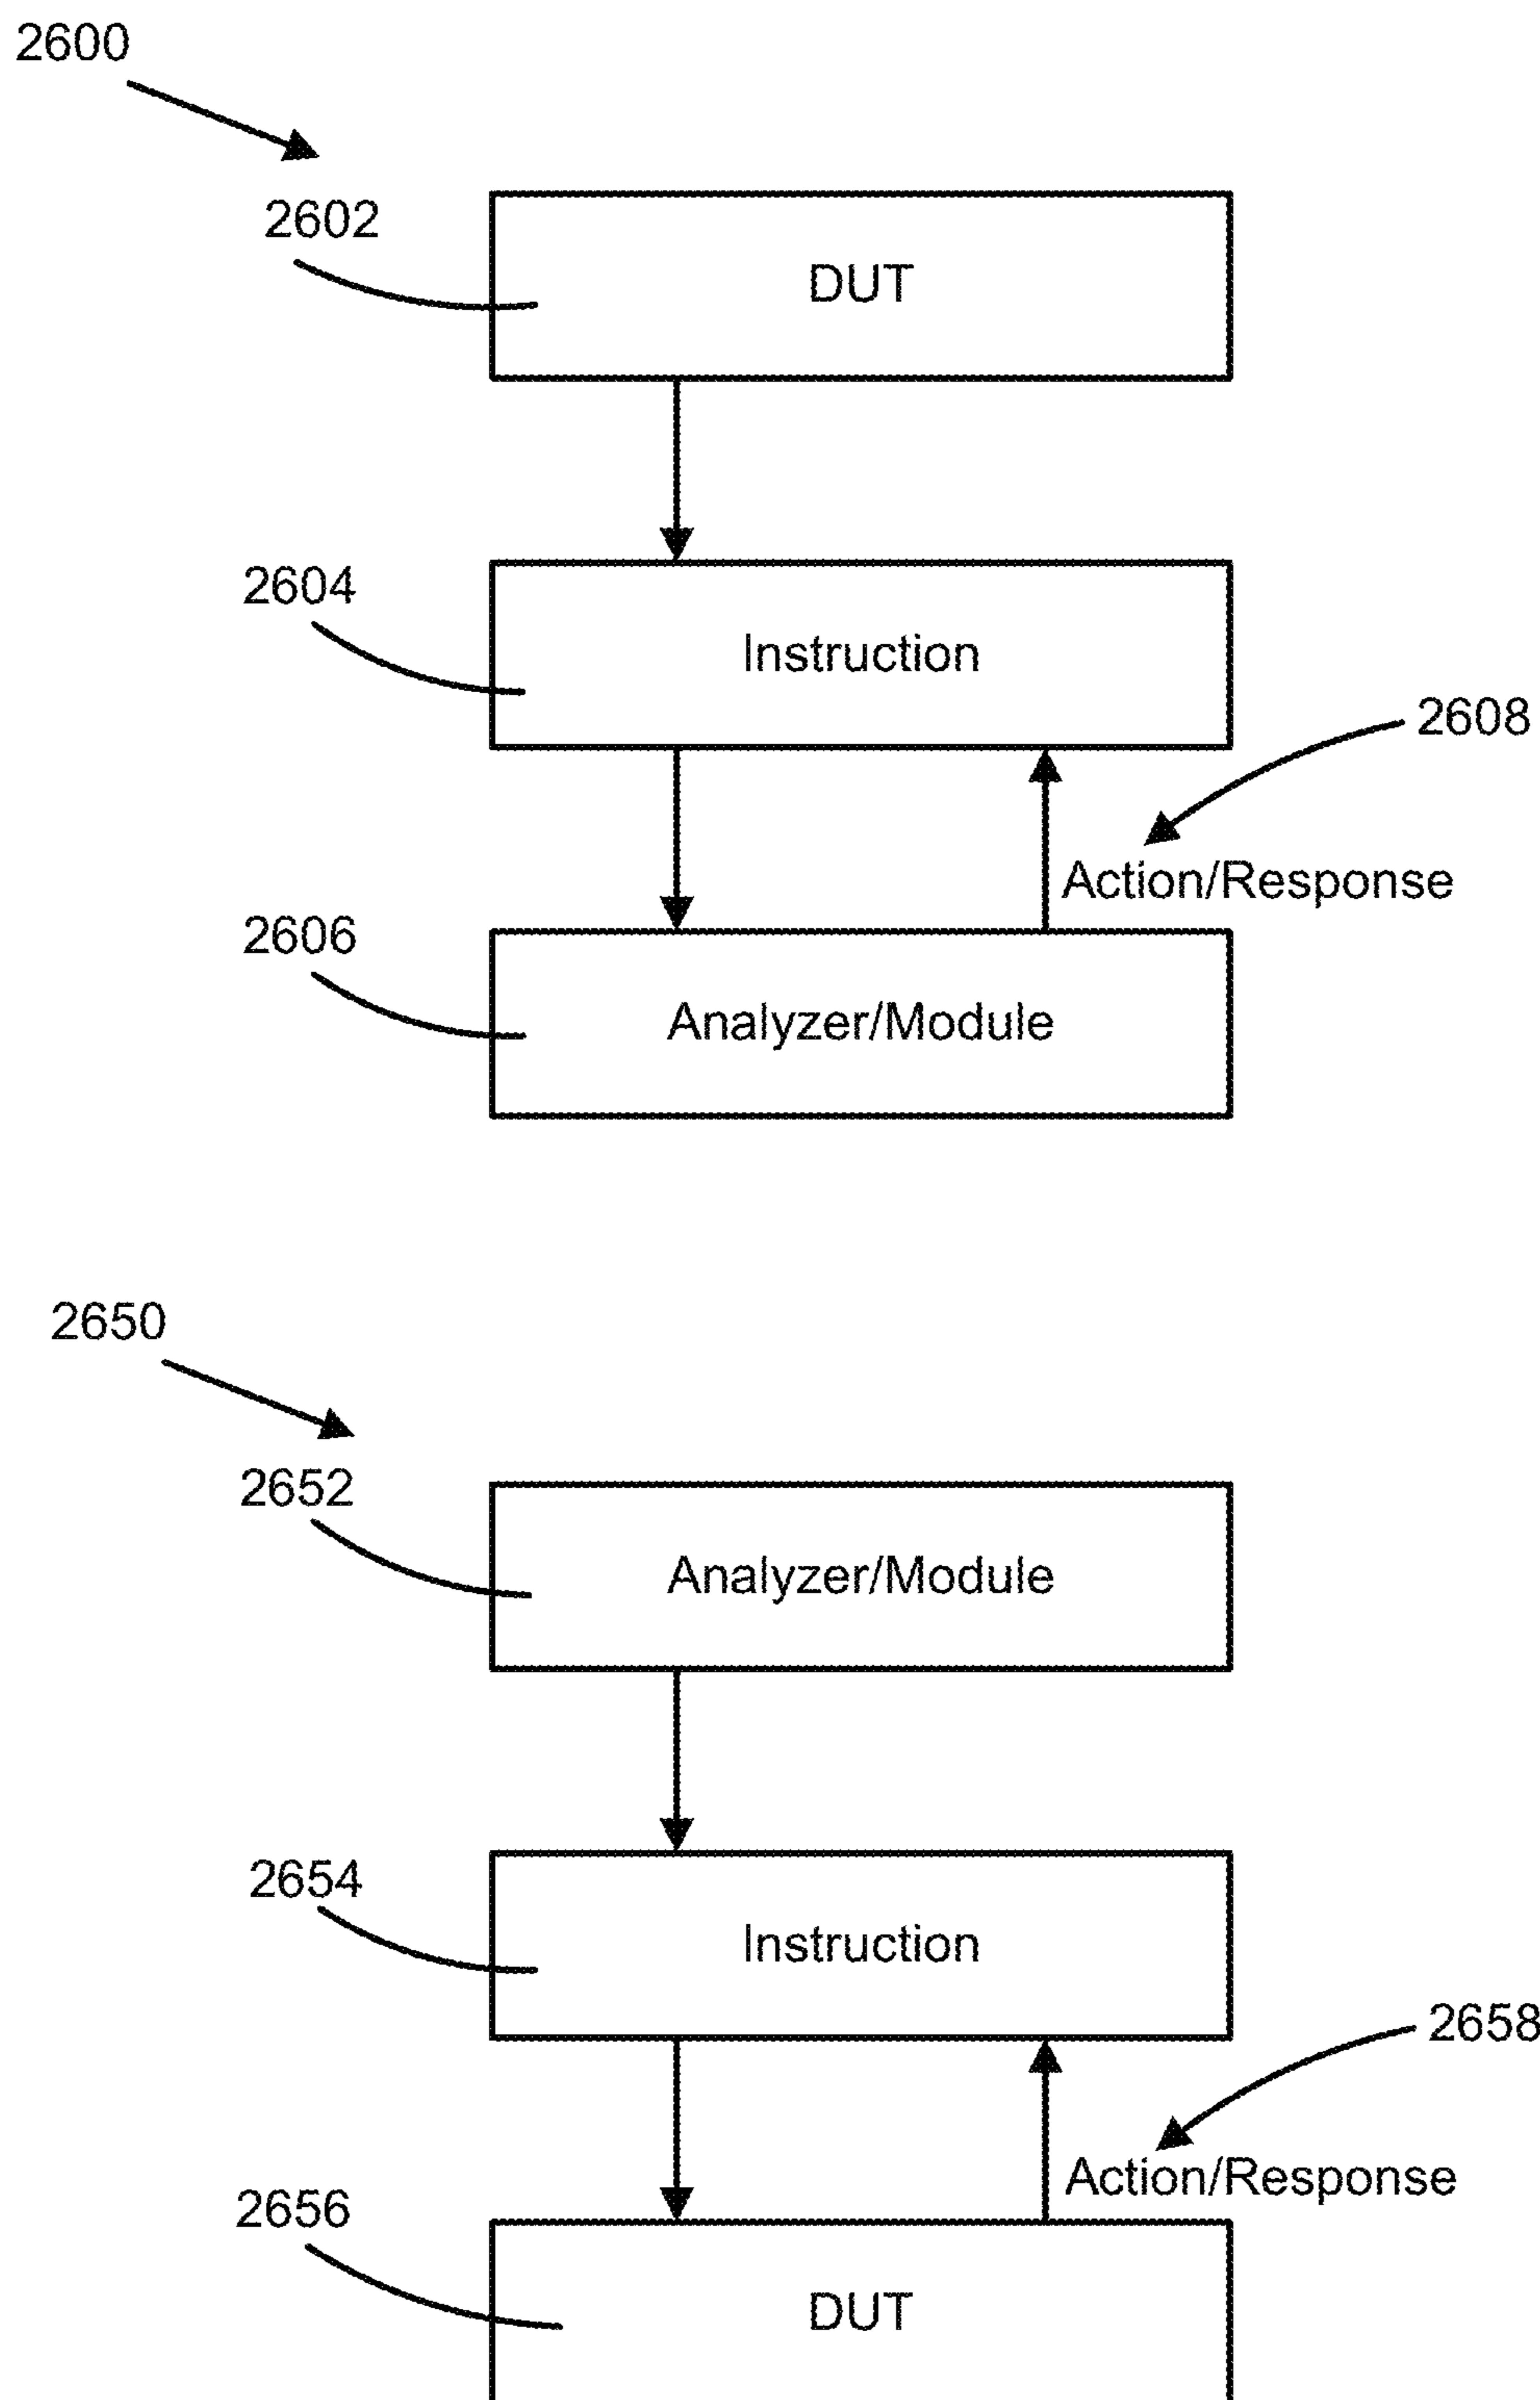 2600
2602
DUT
2604
Instruction
2608
Action/Response
2606
Analyzer/Module
2650
2652
Analyzer/Module
2654
Instruction
2658
Action/Response
2656
DUT